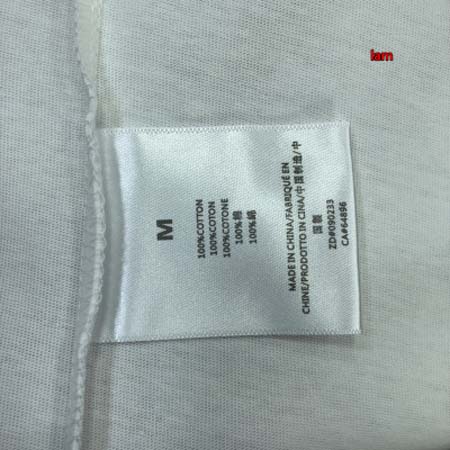 lam
M
100%COTTON
100%COTON
100%COTONE
100%棉
100%綿
MADE IN CHINA/FABRIQUÉ EN
CHINE/PRODOTTO IN CINA/中国制造/中
国製
ZD#090233
CA#64896